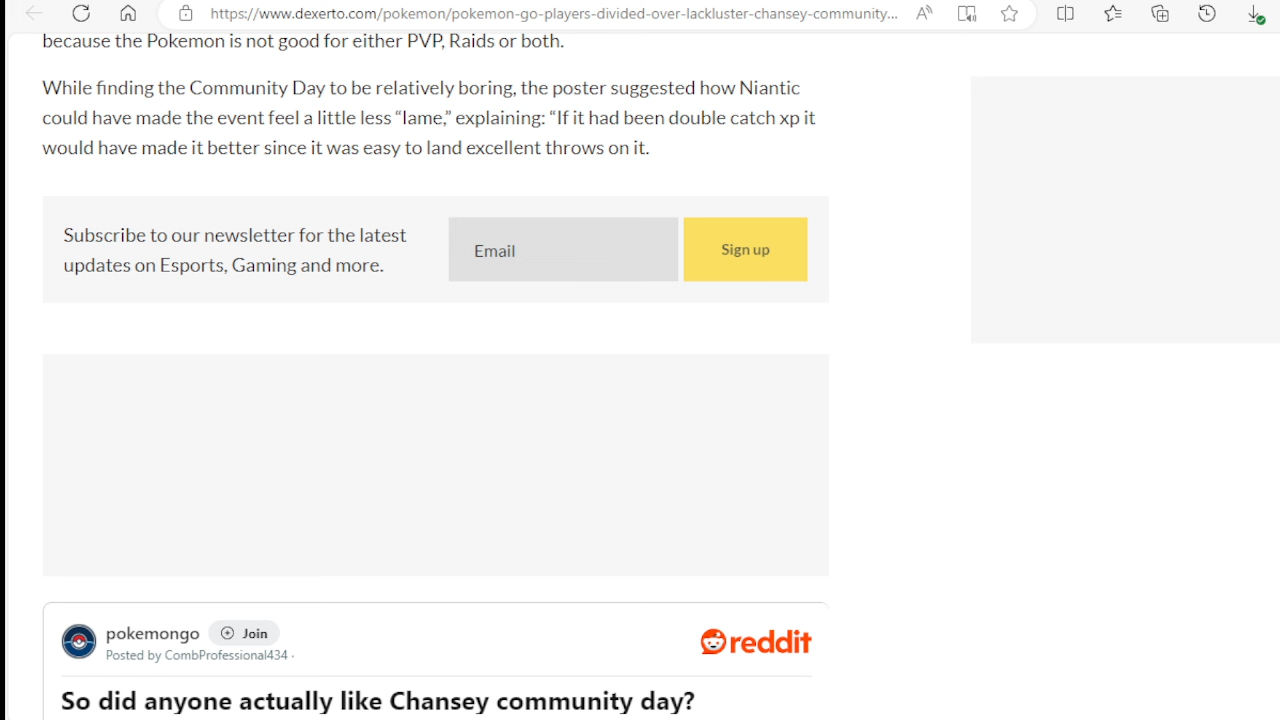 https://www.dexerto.com/pokemon/pokemon-go-players-divided-over-lackluster-chansey-community...
because the Pokemon is not good for either PVP, Raids or both.
While finding the Community Day to be relatively boring, the poster suggested how Niantic
could have made the event feel a little less “lame,” explaining: “If it had been double catch xp it
would have made it better since it was easy to land excellent throws on it.
Subscribe to our newsletter for the latest
updates on Esports, Gaming and more.
Email
Sign up
pokemongo
Join
reddit
Posted by CombProfessional434 ·
So did anyone actually like Chansey community day?